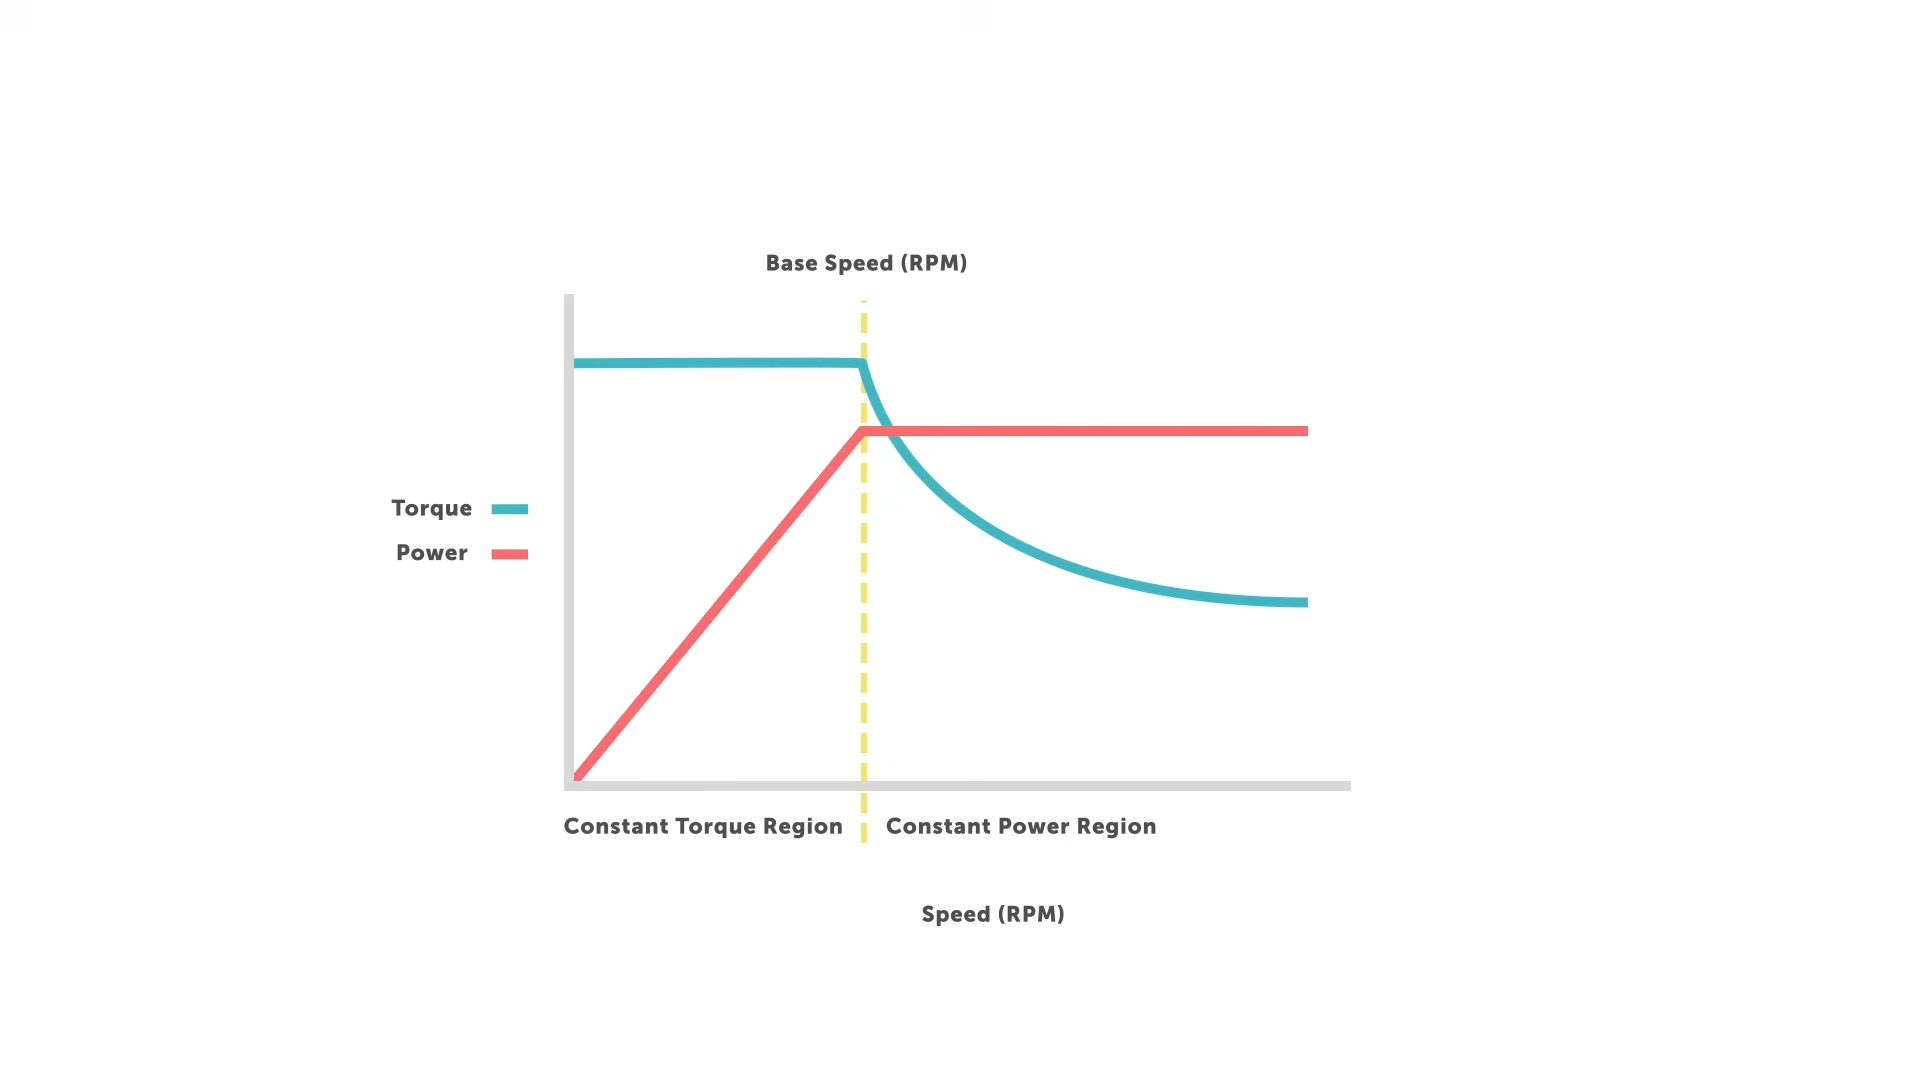 Base Speed (RPM)
Torque
Power
Constant Torque Region
Constant Power Region
Speed (RPM)